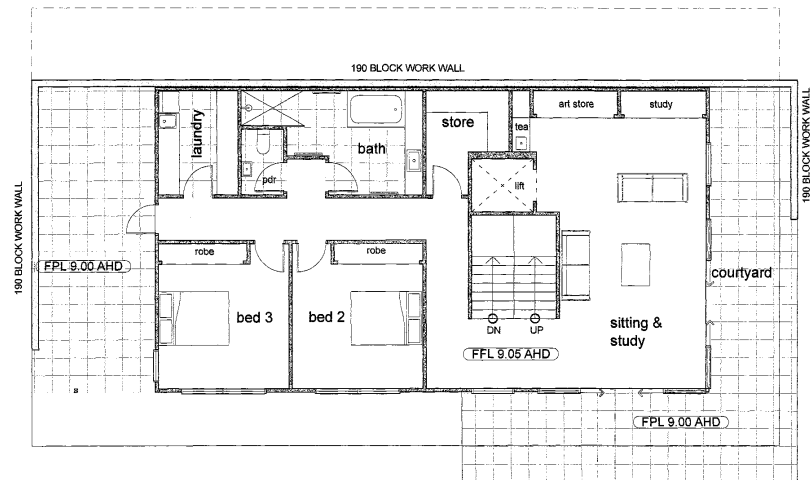 190 BLOCK WORK WALL
190 BLOCK WORK WALL
190 BLOCK WORK WALL
laundry
pdr
bath
store
tea
art store
study
lift
robe
robe
FPL 9.00 AHD
bed 3
bed 2
DN
UP
courtyard
sitting &
study
FFL 9.05 AHD
FPL 9.00 AHD